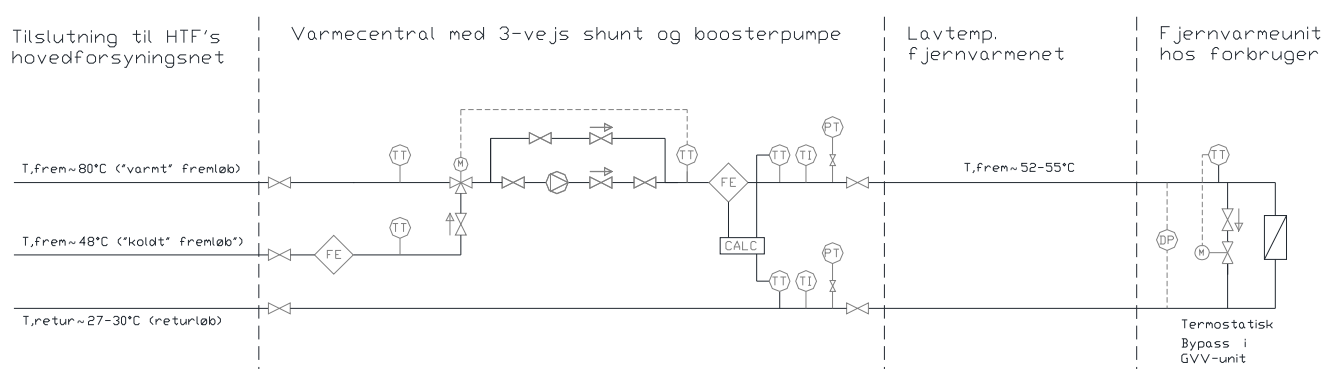 Tilslutning til HTF's
hovedforsyningsnet
Varmecentral med 3-vejs shunt og boosterpumpe
Lavtemp.
fjernvarmenet
Fjernvarmeunit
hos forbruger
PT
TT
TT
TT
TI
TT
T,frem~80°C ("varmt" fremløb)
M
T,frem~52-55°C
FE
TT
T,frem~48°C ("koldt" fremløb")
FE
CALC
DP
M
PT
TT
TI
T,retur~27-30°C (returløb)
Termostatisk
Bypass i
GVV-unit